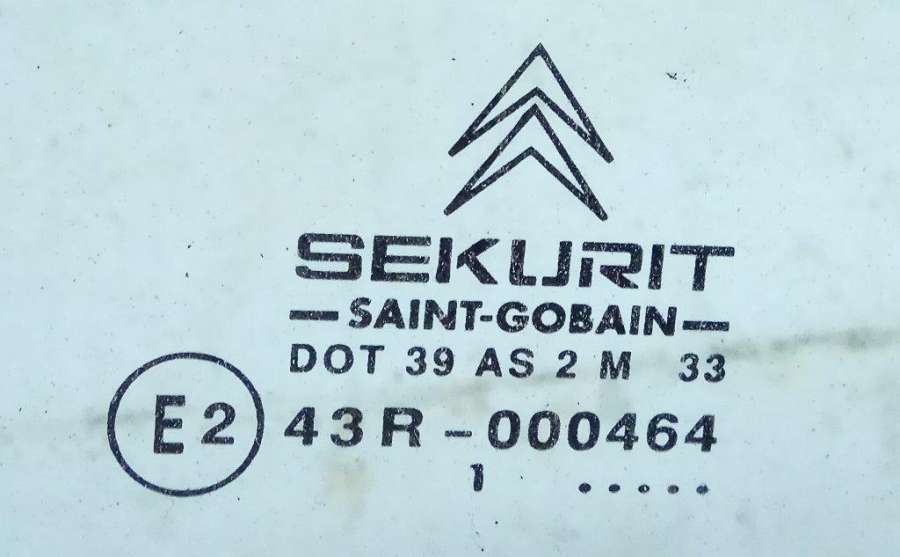 SEKURIT
—SAINT-GOBAIN—
DOT 39 AS 2 M 33
E2 43R-000464
1 .....